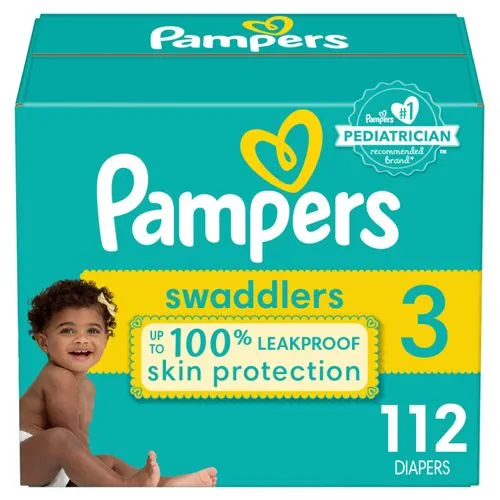 Pampers
Pampers #1
PEDIATRICIAN
recommended
brand
™
Pampers
swaddlers
3
UP TO 100% LEAKPROOF
skin protection
112
DIAPERS